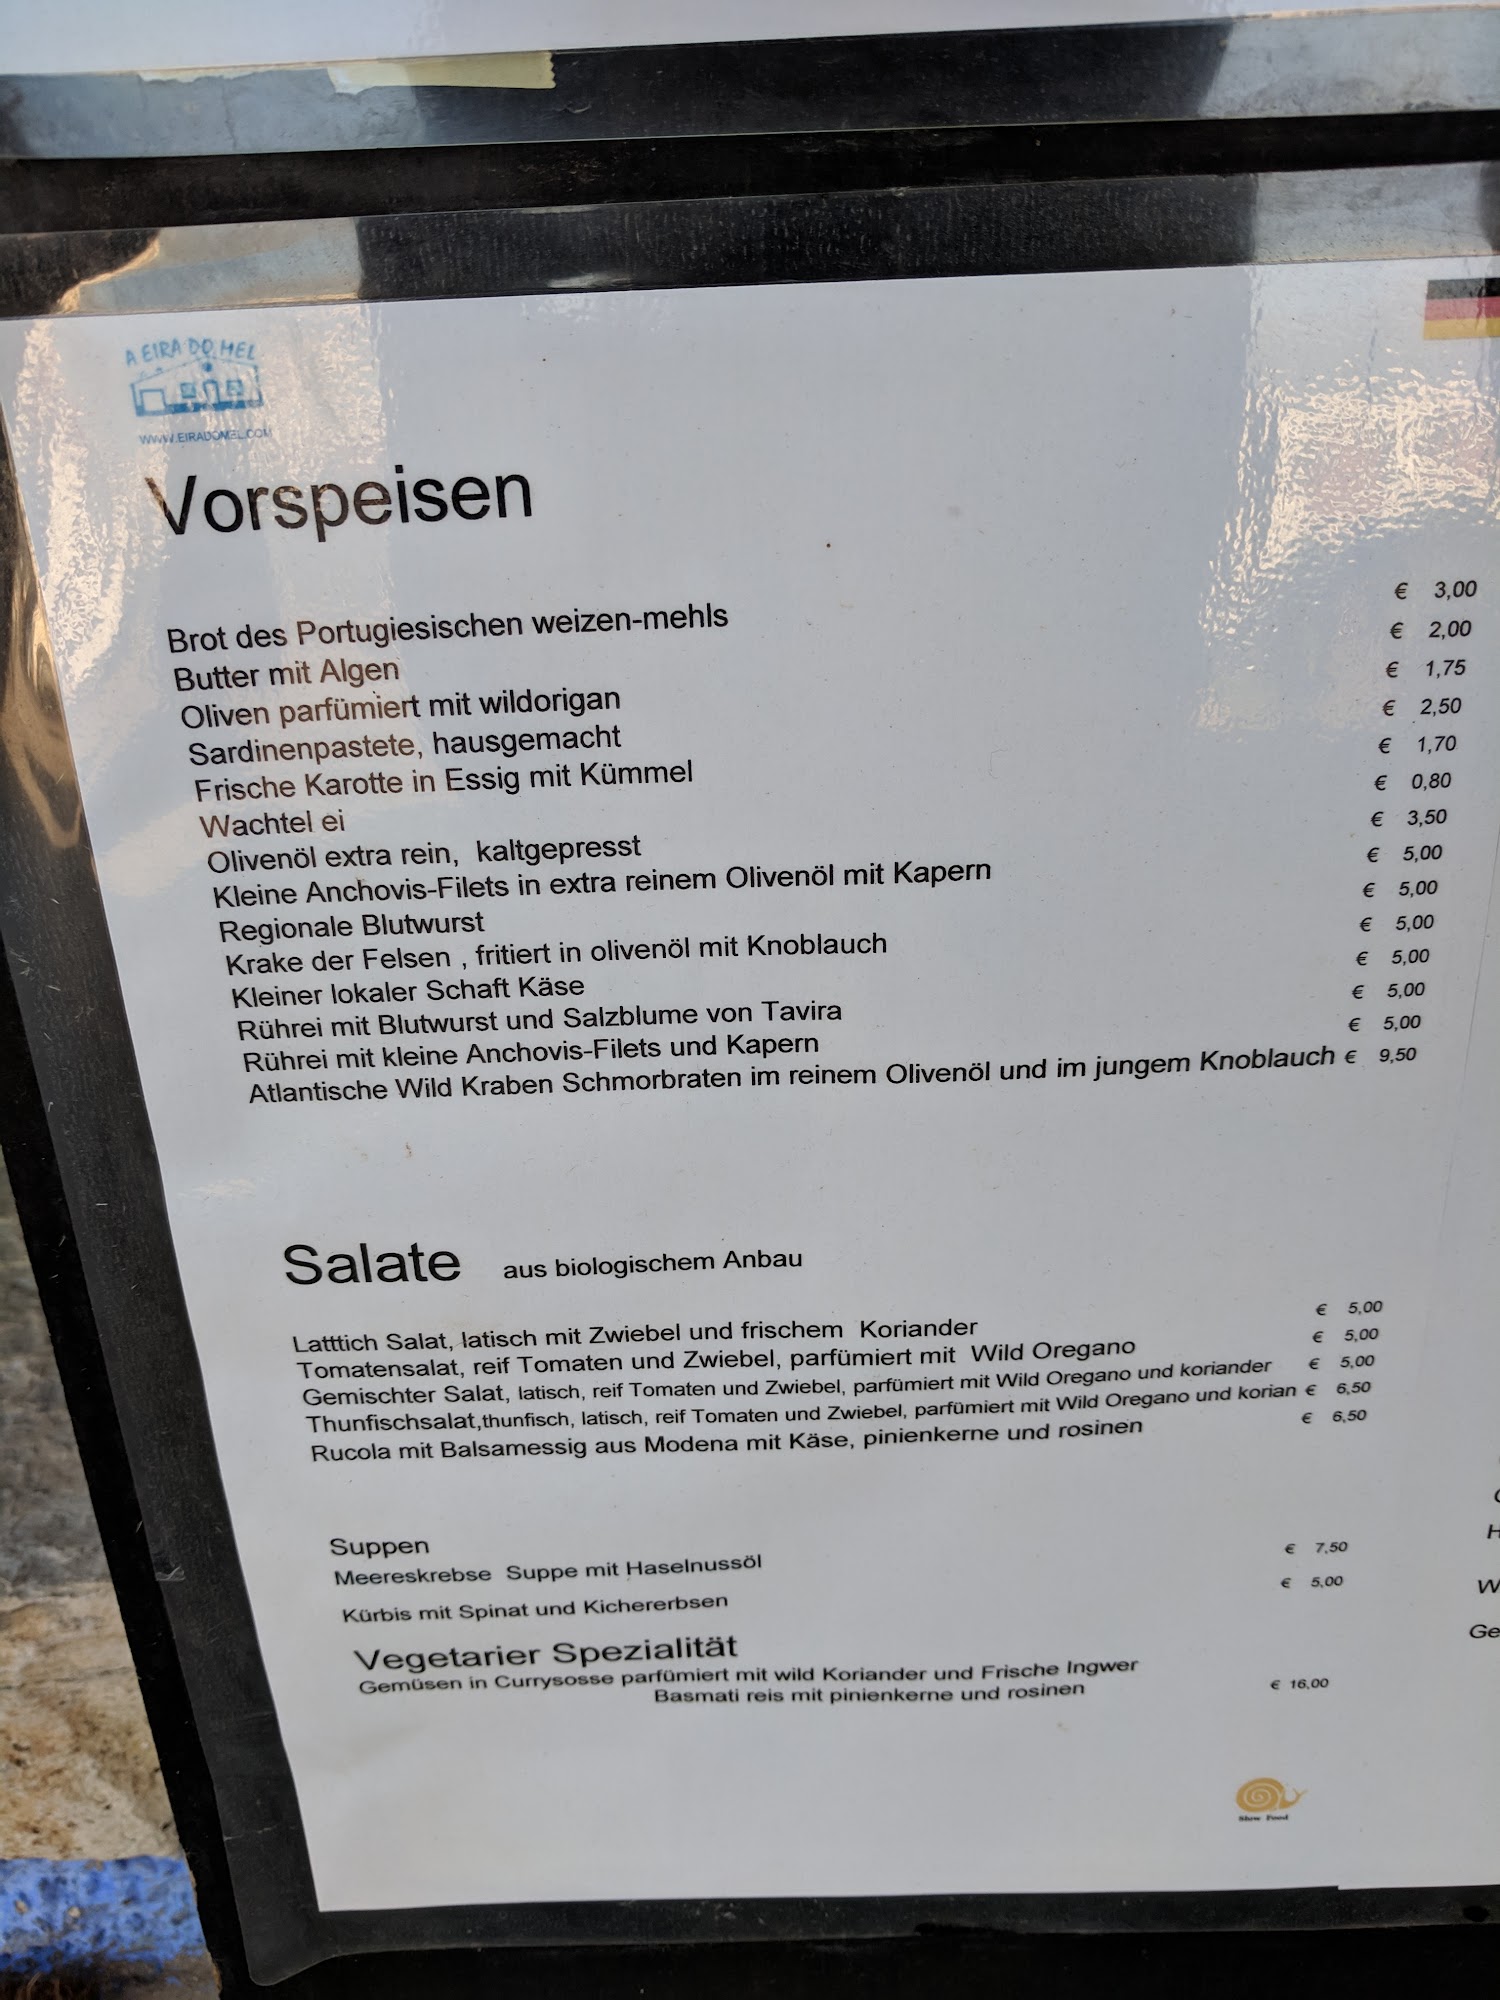 A EIRA DO MEL
WWW.EIRADOMEL.COM
Vorspeisen
Brot des Portugiesischen weizen-mehls € 3,00
Butter mit Algen € 2,00
Oliven parfümiert mit wildorigan € 1,75
Sardinenpastete, hausgemacht € 2,50
Frische Karotte in Essig mit Kümmel € 1,70
Wachtel ei € 0,80
Olivenöl extra rein, kaltgepresst € 3,50
Kleine Anchovis-Filets in extra reinem Olivenöl mit Kapern € 5,00
Regionale Blutwurst € 5,00
Krake der Felsen , fritiert in olivenöl mit Knoblauch € 5,00
Kleiner lokaler Schaft Käse € 5,00
Rührei mit Blutwurst und Salzblume von Tavira € 5,00
Rührei mit kleine Anchovis-Filets und Kapern € 5,00
Atlantische Wild Kraben Schmorbraten im reinem Olivenöl und im jungem Knoblauch € 9,50
Salate aus biologischem Anbau
Latttich Salat, latisch mit Zwiebel und frischem Koriander € 5,00
Tomatensalat, reif Tomaten und Zwiebel, parfümiert mit Wild Oregano € 5,00
Gemischter Salat, latisch, reif Tomaten und Zwiebel, parfümiert mit Wild Oregano und koriander € 5,00
Thunfischsalat,thunfisch, latisch, reif Tomaten und Zwiebel, parfümiert mit Wild Oregano und korian € 6,50
Rucola mit Balsamessig aus Modena mit Käse, pinienkerne und rosinen € 6,50
Suppen
Meereskrebse Suppe mit Haselnussöl € 7,50
Kürbis mit Spinat und Kichererbsen € 5,00
Vegetarier Spezialität
Gemüsen in Currysosse parfümiert mit wild Koriander und Frische Ingwer
Basmati reis mit pinienkerne und rosinen € 16,00
Slow Food